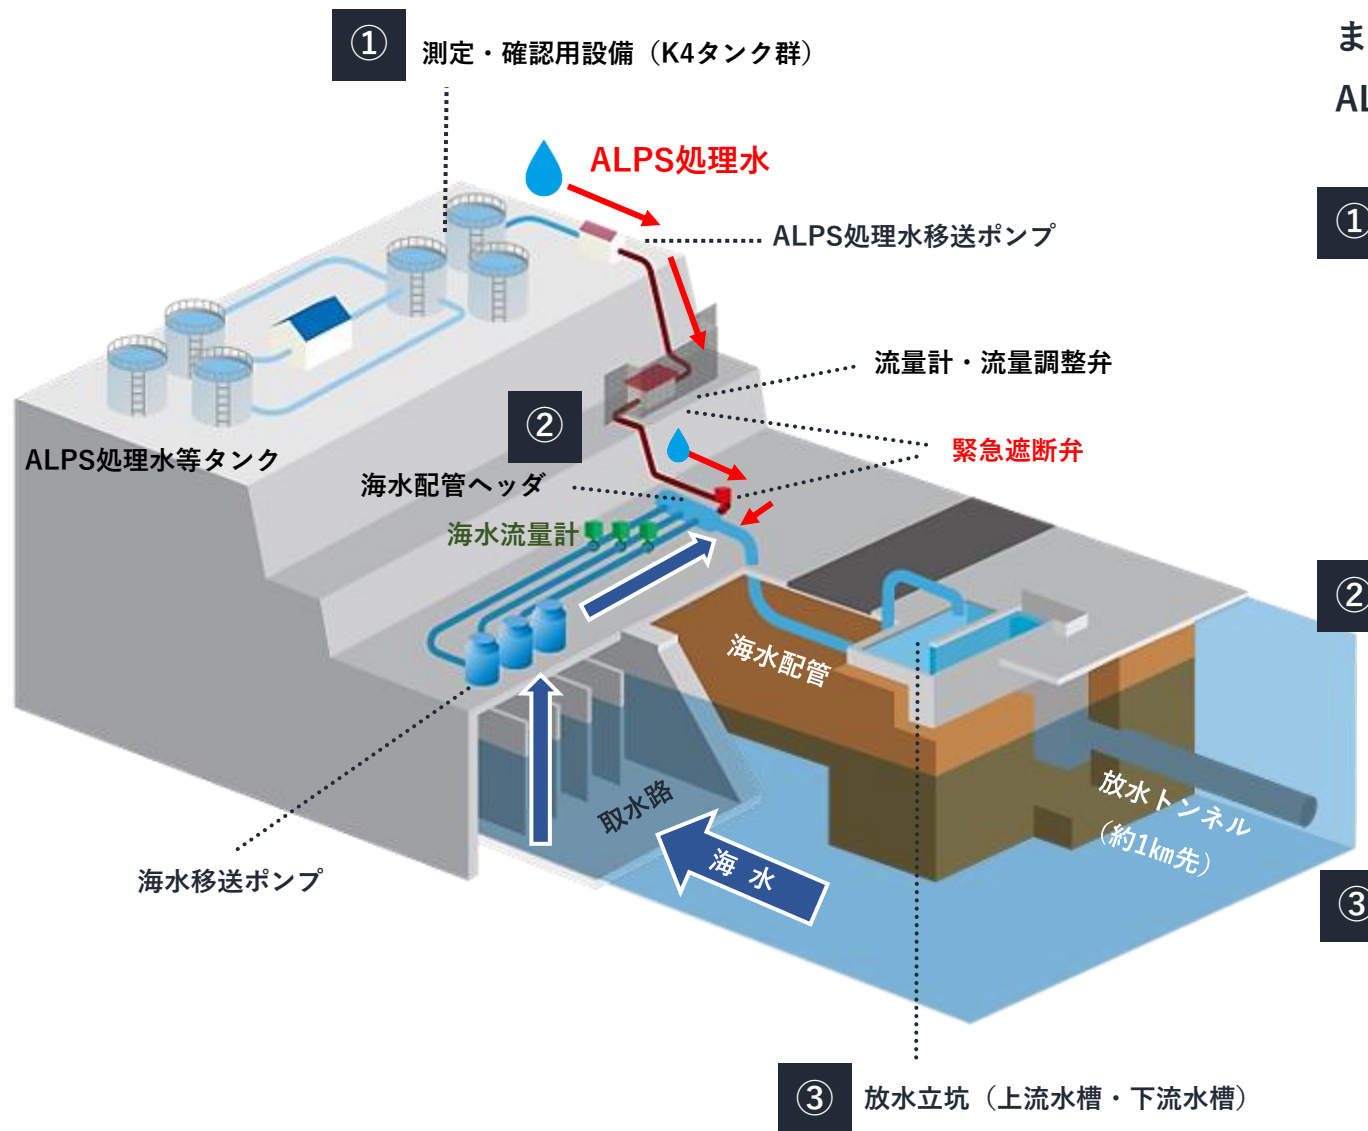 ①
測定・確認用設備（K4タンク群）
ま
AL
ALPS処理水
①
ALPS処理水移送ポンプ
流量計・流量調整弁
②
緊急遮断弁
ALPS処理水等タンク
海水配管ヘッダ
海水流量計
②
海水配管
取水路
放水トンネル
（約1㎞先）
海水
海水移送ポンプ
③
③
放水立坑（上流水槽・下流水槽）